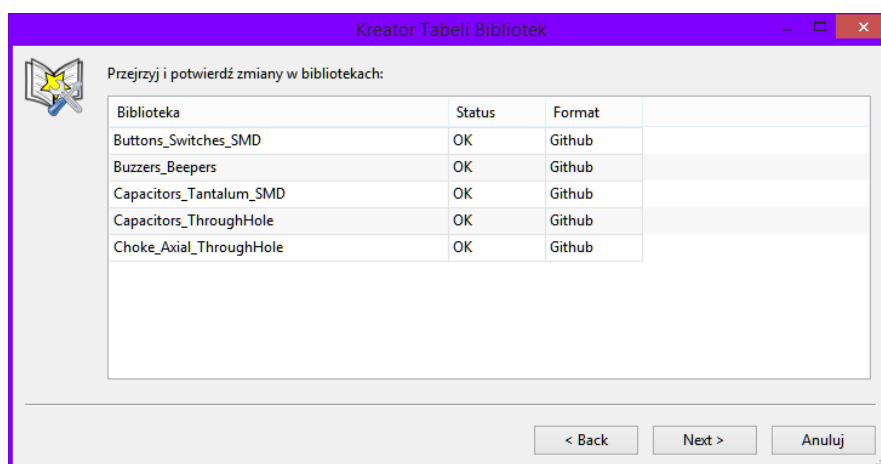 Kreator Tabeli Bibliotek
Przejrzyj i potwierdź zmiany w bibliotekach:
Biblioteka Status Format
Buttons_Switches_SMD OK Github
Buzzers_Beepers OK Github
Capacitors_Tantalum_SMD OK Github
Capacitors_ThroughHole OK Github
Choke_Axial_ThroughHole OK Github
< Back Next > Anuluj